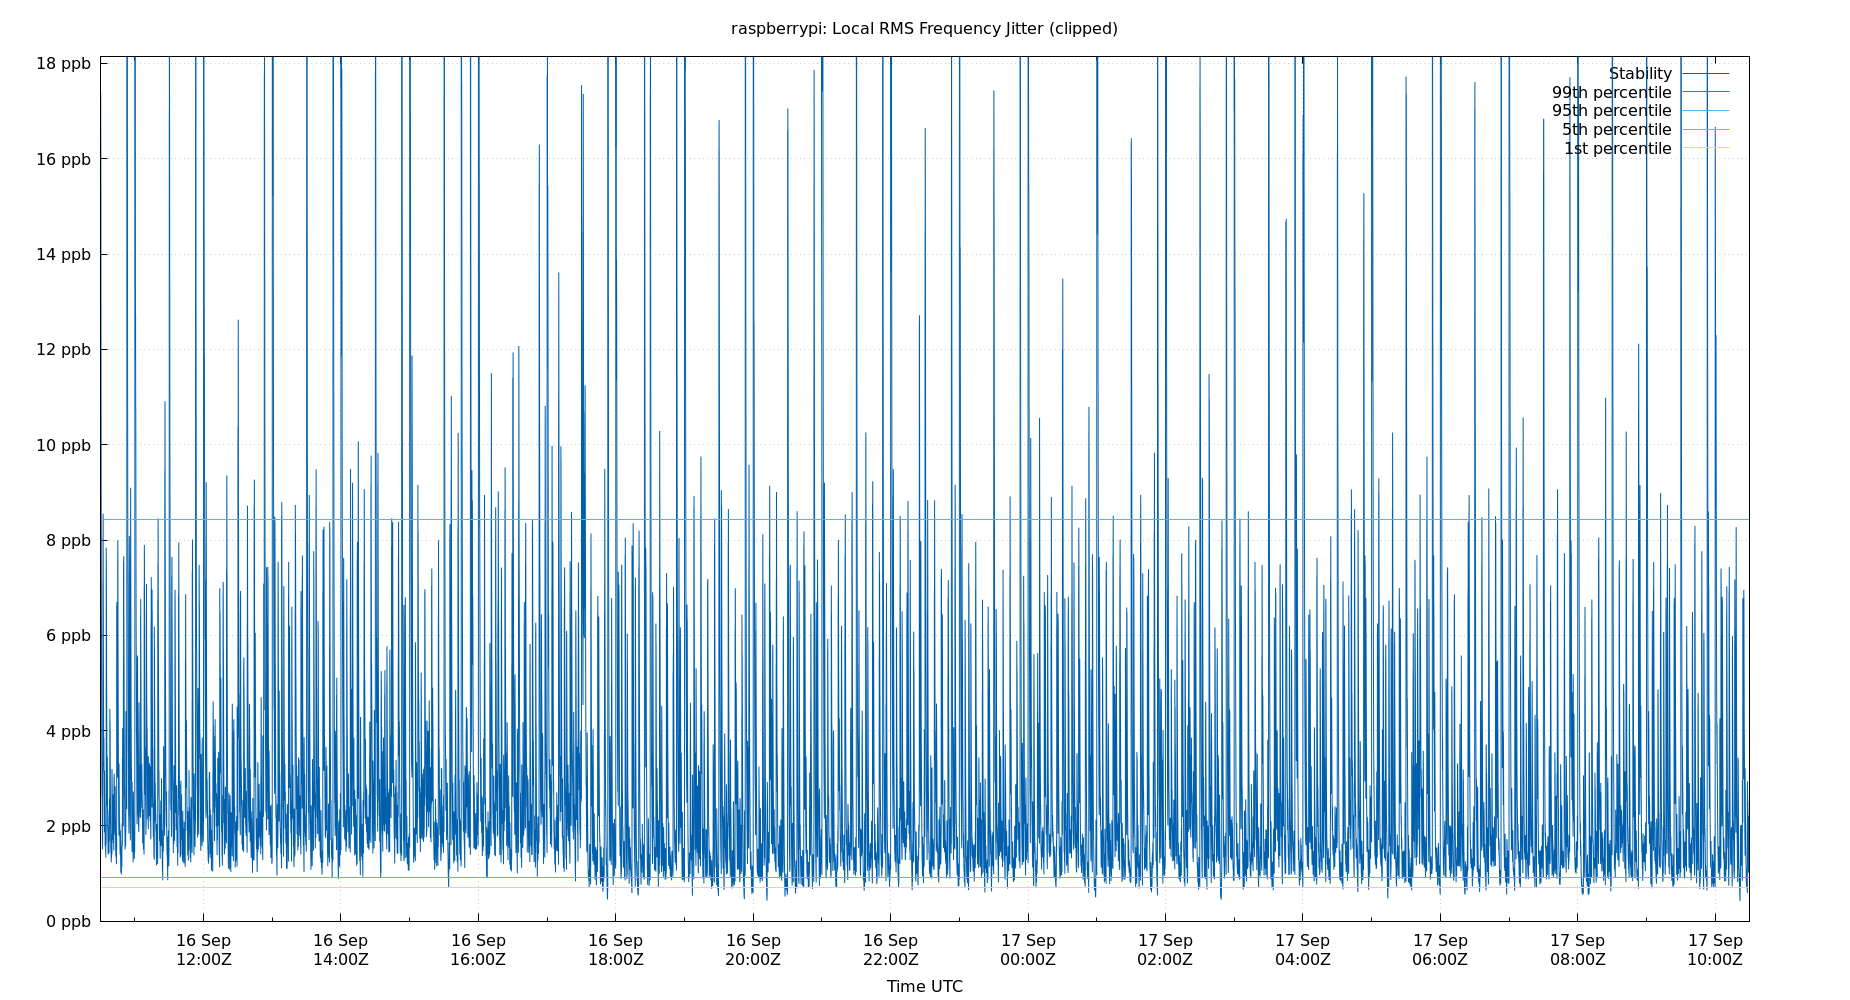 raspberrypi: Local RMS Frequency Jitter (clipped)
18 ppb
16 ppb
14 ppb
12 ppb
10 ppb
8 ppb
6 ppb
4 ppb
2 ppb
0 ppb
Stability
99th percentile
95th percentile
5th percentile
1st percentile
16 Sep 16 Sep 16 Sep 16 Sep 16 Sep 16 Sep 17 Sep 17 Sep 17 Sep 17 Sep 17 Sep 17 Sep
12:00Z 14:00Z 16:00Z 18:00Z 20:00Z 22:00Z 00:00Z 02:00Z 04:00Z 06:00Z 08:00Z 10:00Z
Time UTC